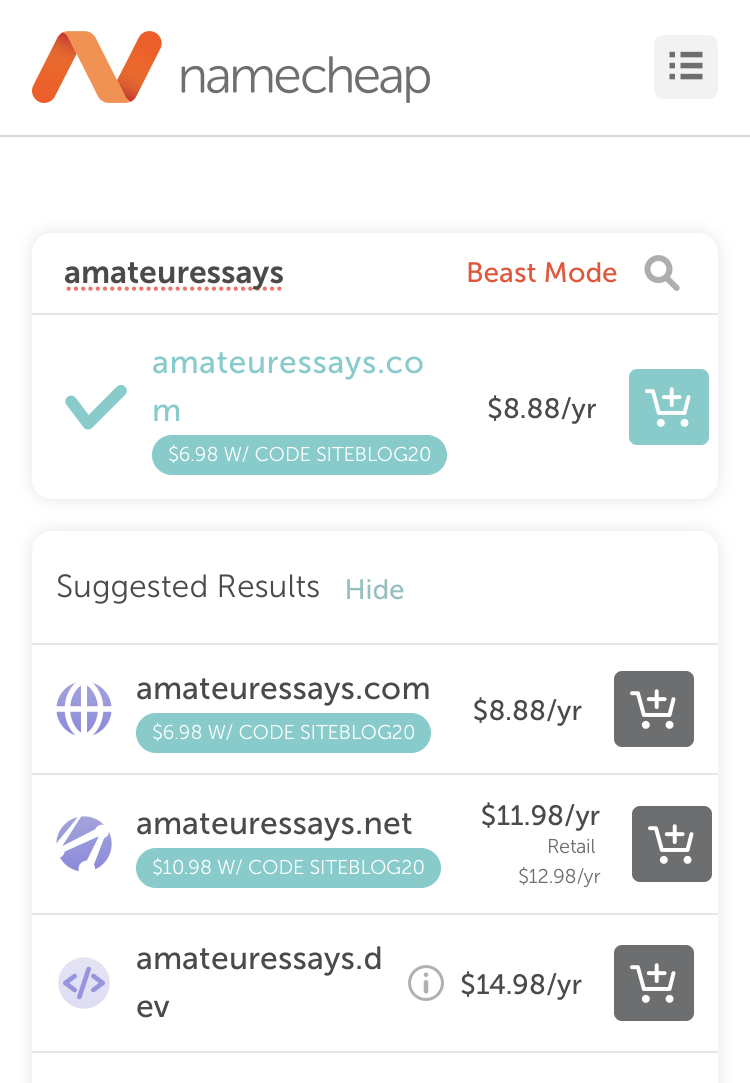 namecheap
amateuressays Beast Mode
amateuressays.co
m
$8.88/yr
$6.98 W/ CODE SITEBLOG20
Suggested Results Hide
amateuressays.com
$8.88/yr
$6.98 W/ CODE SITEBLOG20
amateuressays.net
$11.98/yr
Retail
$12.98/yr
$10.98 W/ CODE SITEBLOG20
amateuressays.d
ev
$14.98/yr